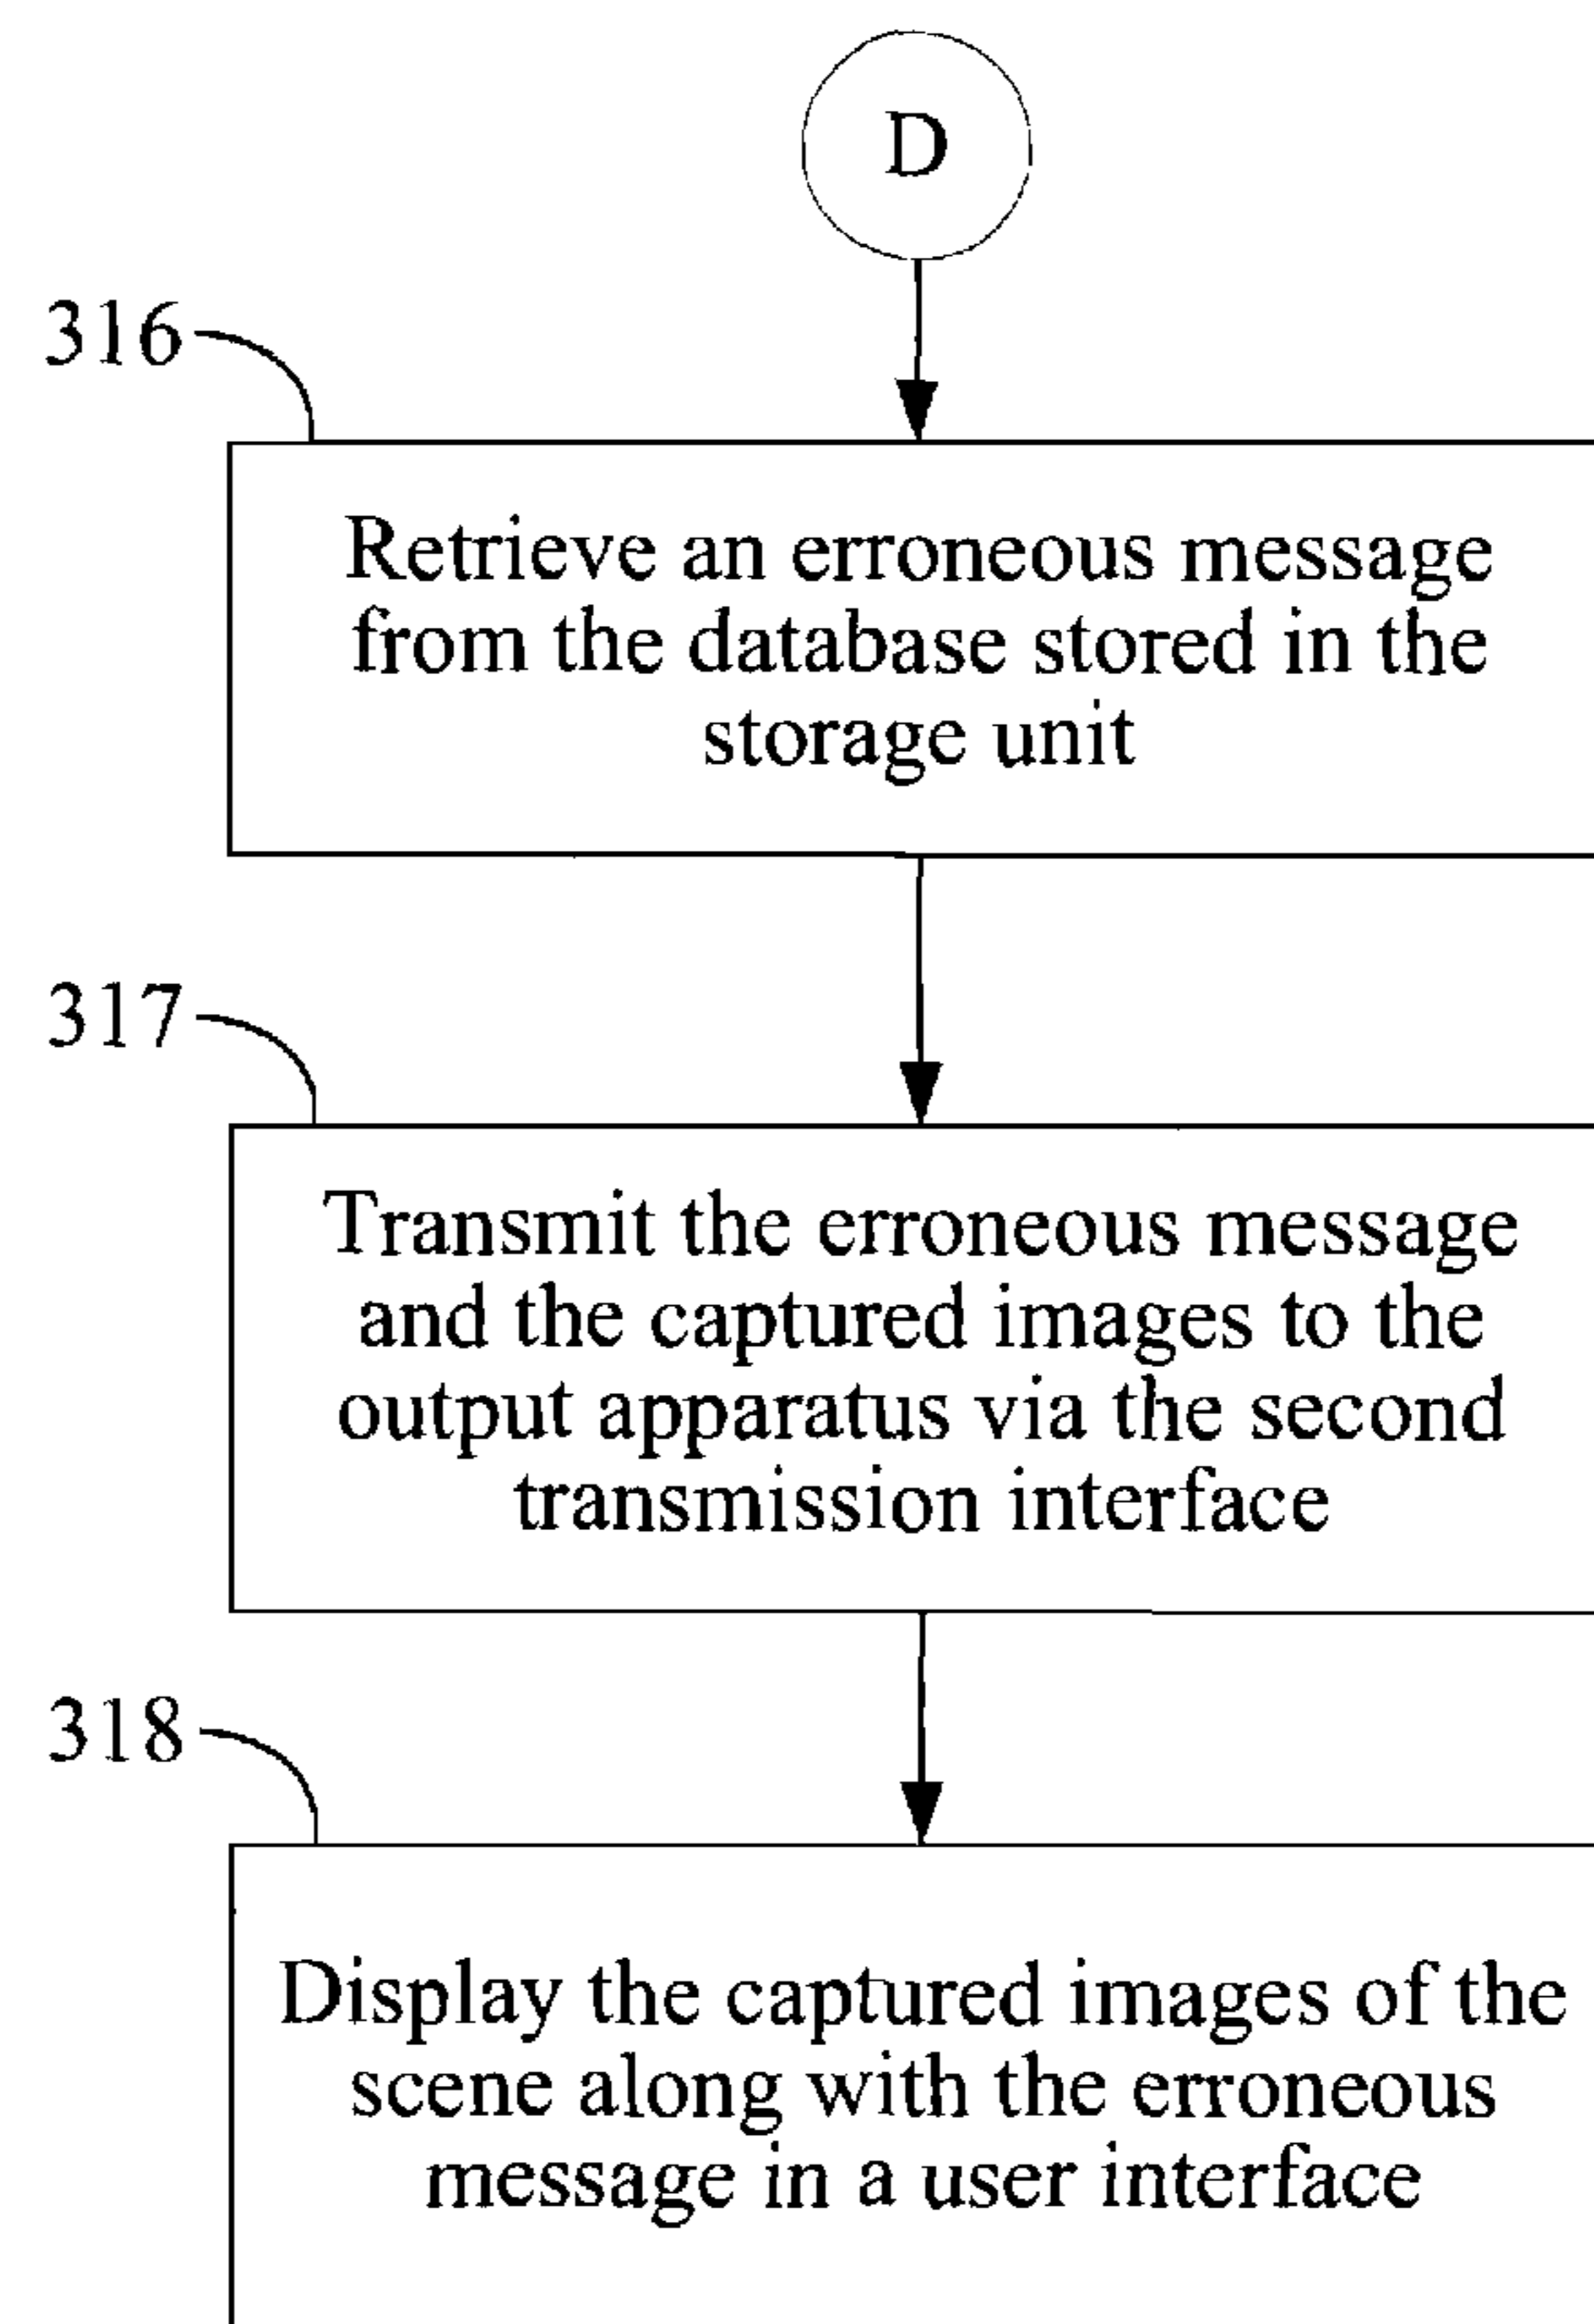 D
316
Retrieve an erroneous message
from the database stored in the
storage unit
317
Transmit the erroneous message
and the captured images to the
output apparatus via the second
transmission interface
318
Display the captured images of the
scene along with the erroneous
message in a user interface